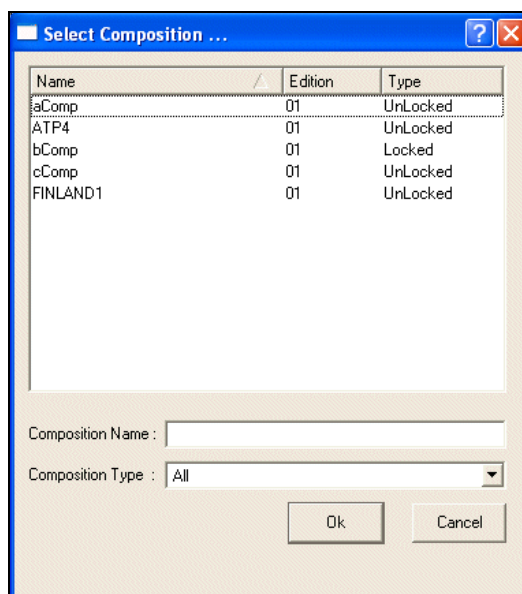 Select Composition ...
Name Edition Type
aComp 01 UnLocked
ATP4 01 UnLocked
bComp 01 Locked
cComp 01 UnLocked
FINLAND1 01 UnLocked
Composition Name :
Composition Type : All
Ok Cancel